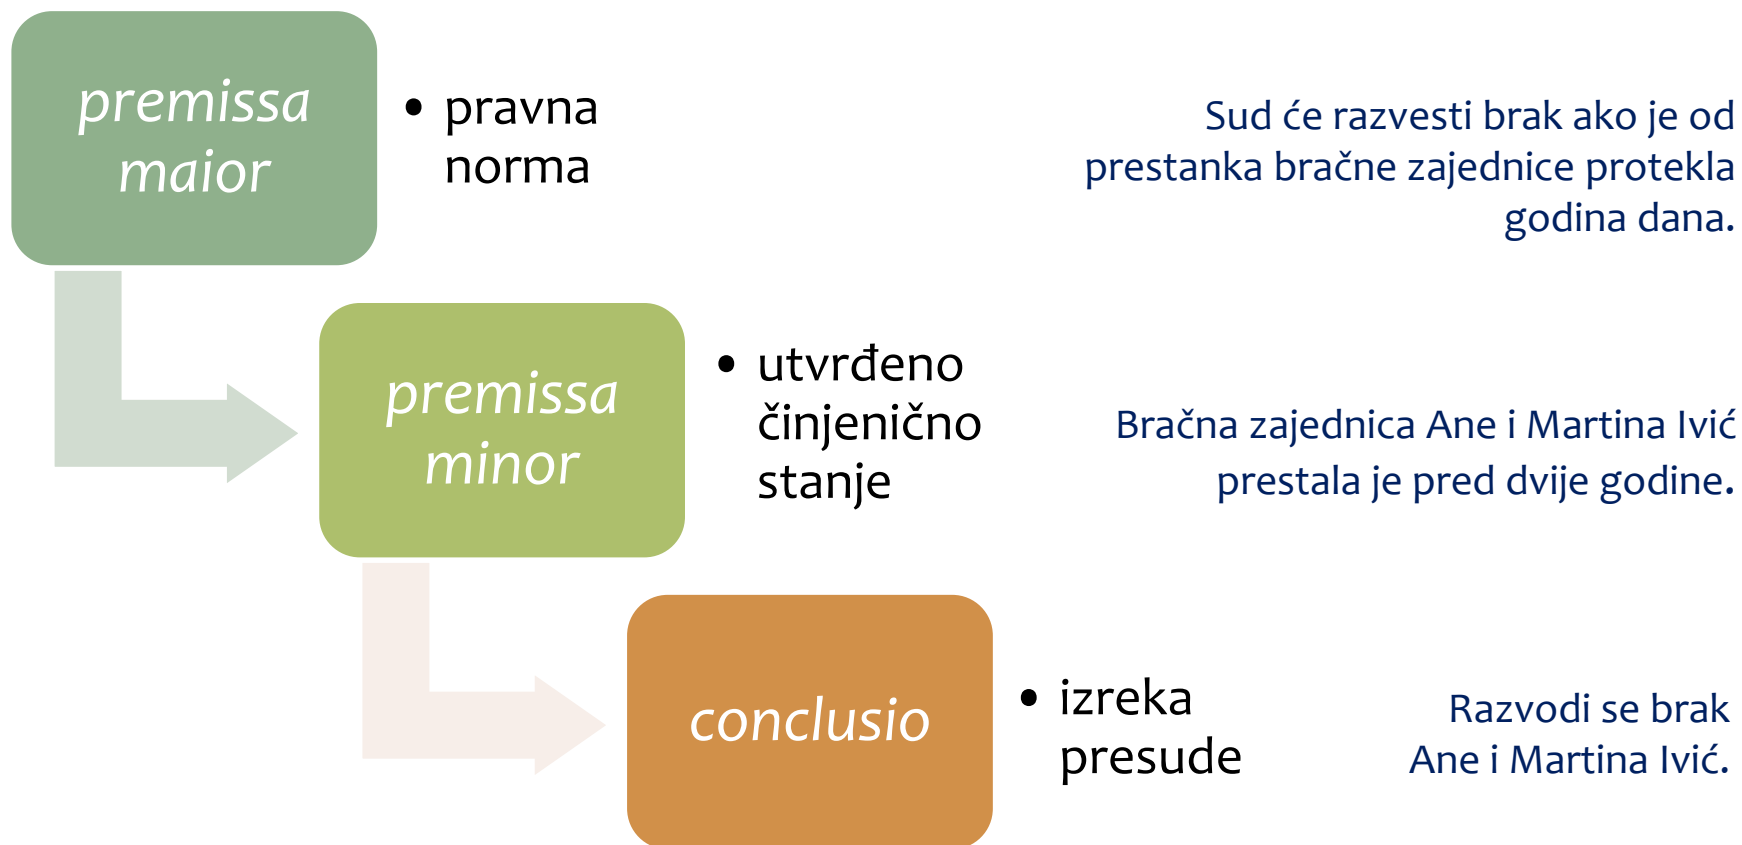 premissa
maior
• pravna
norma
Sud će razvesti brak ako je od
prestanka bračne zajednice protekla
godina dana.
premissa
minor
• utvrđeno
činjenično
stanje
Bračna zajednica Ane i Martina Ivić
prestala je pred dvije godine.
conclusio
• izreka
presude
Razvodi se brak
Ane i Martina Ivić.